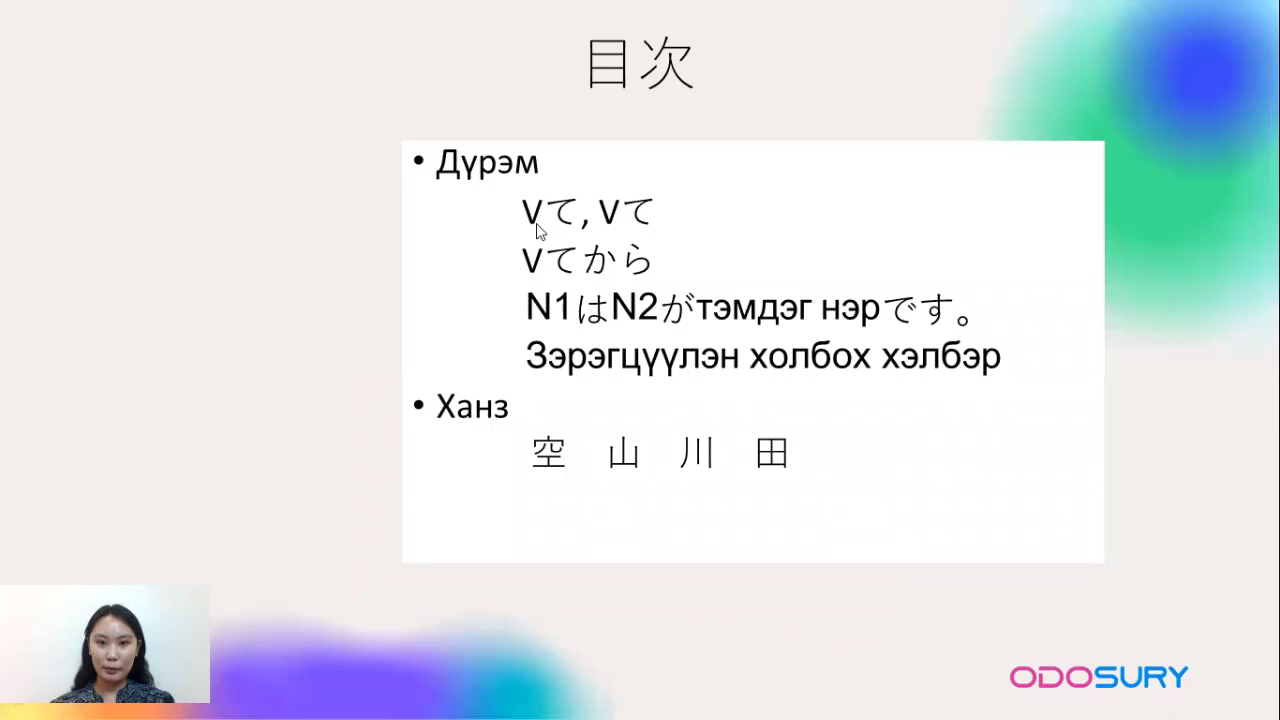 目次
• Дүрэм
Vて, Vて
Vてから
N1はN2がтэмдэг нэрです。
Зэрэгцүүлэн холбох хэлбэр
• Ханз
空 山 川 田
ODOSURY